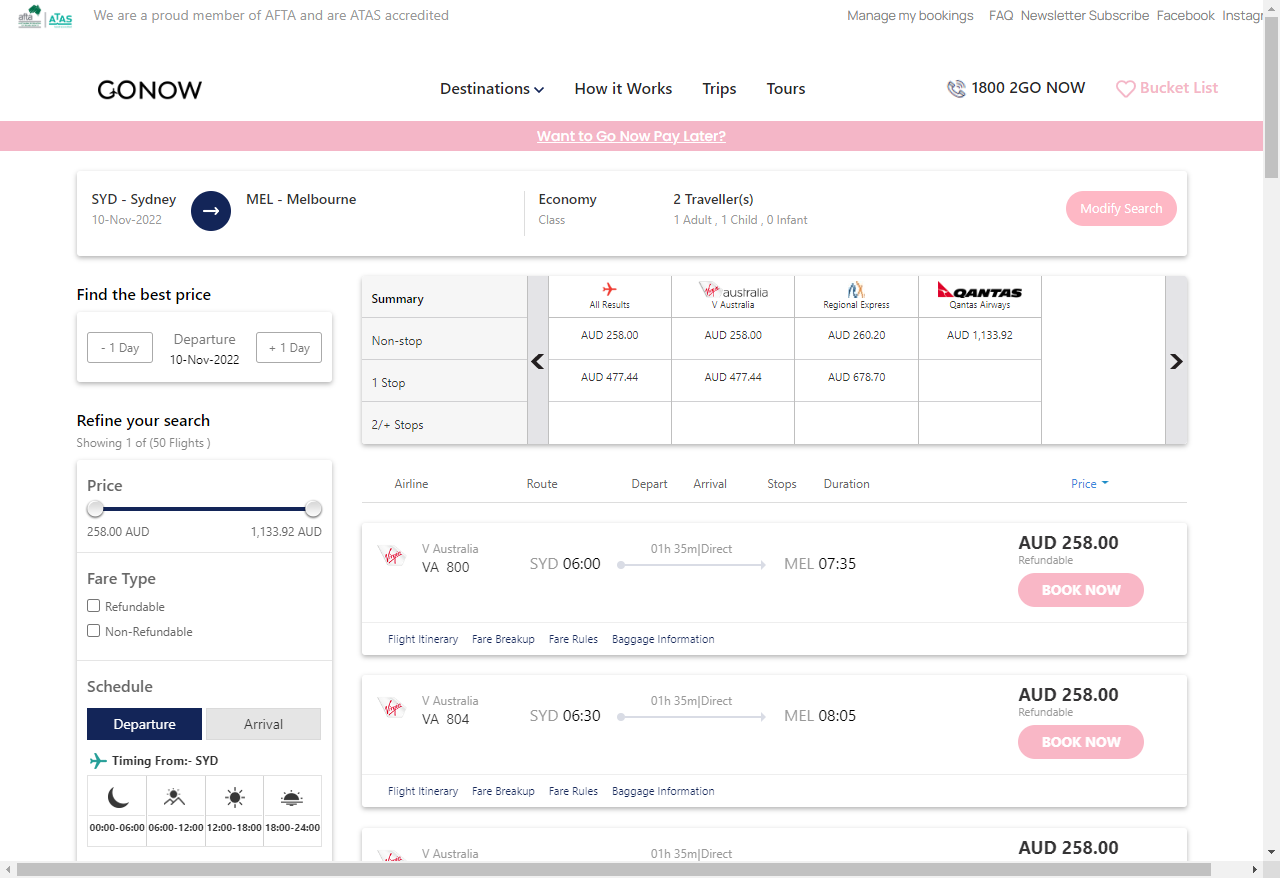 afta ATAS We are a proud member of AFTA and are ATAS accredited Manage my bookings FAQ Newsletter Subscribe Facebook Instagr
GONOW Destinations How it Works Trips Tours 1800 2GO NOW Bucket List
Want to Go Now Pay Later?
SYD - Sydney MEL - Melbourne Economy 2 Traveller(s) Modify Search
10-Nov-2022 Class 1 Adult , 1 Child , 0 Infant
Find the best price
- 1 Day Departure + 1 Day
10-Nov-2022
Refine your search
Showing 1 of (50 Flights )
Price
258.00 AUD 1,133.92 AUD
Fare Type
Refundable
Non-Refundable
Schedule
Departure Arrival
Timing From:- SYD
00:00-06:00 06:00-12:00 12:00-18:00 18:00-24:00
Summary All Results Virgin australia V Australia Regional Express QANTAS Qantas Airways
Non-stop AUD 258.00 AUD 258.00 AUD 260.20 AUD 1,133.92
1 Stop AUD 477.44 AUD 477.44 AUD 678.70
2/+ Stops
Airline Route Depart Arrival Stops Duration Price
V Australia 01h 35m|Direct AUD 258.00
VA 800 SYD 06:00 MEL 07:35 Refundable
BOOK NOW
Flight Itinerary Fare Breakup Fare Rules Baggage Information
V Australia 01h 35m|Direct AUD 258.00
VA 804 SYD 06:30 MEL 08:05 Refundable
BOOK NOW
Flight Itinerary Fare Breakup Fare Rules Baggage Information
V Australia 01h 35m|Direct AUD 258.00